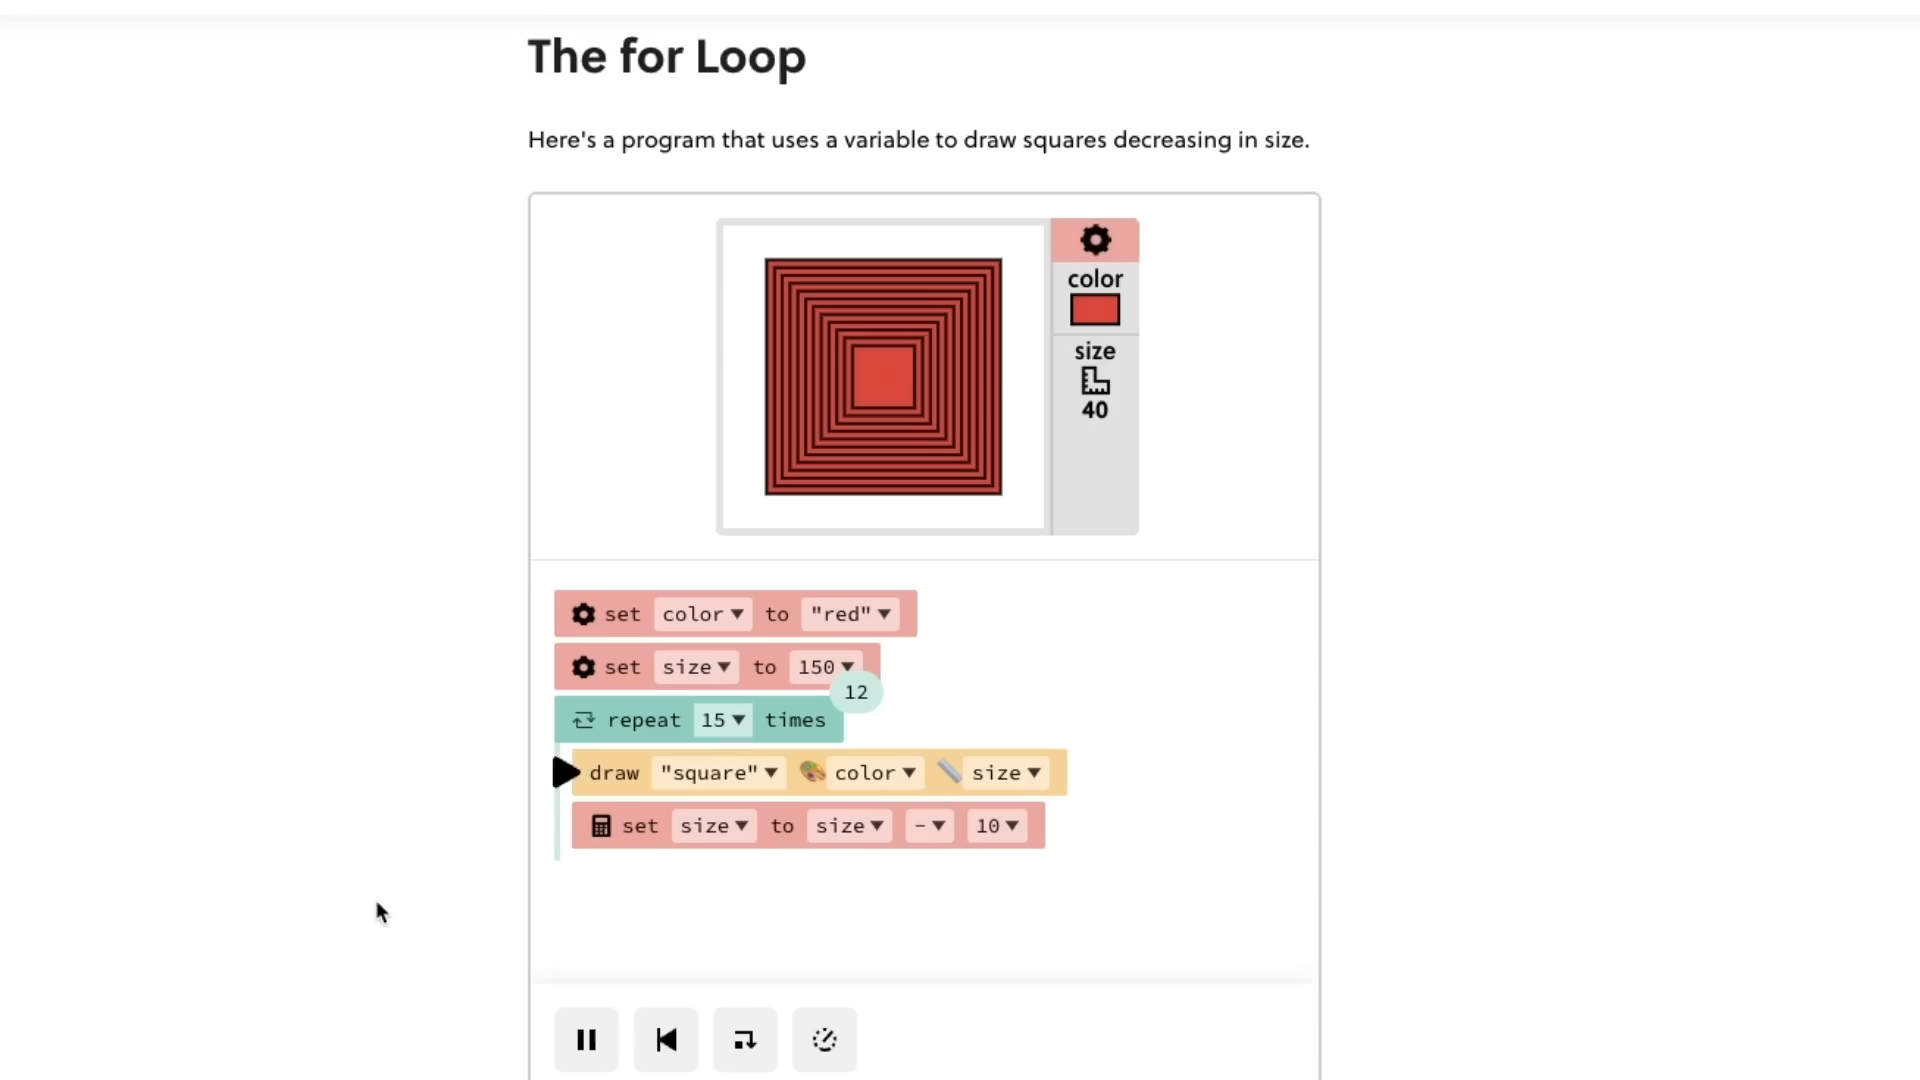 The for Loop
Here's a program that uses a variable to draw squares decreasing in size.
color
size
40
set color to "red"
set size to 150
12
repeat 15 times
draw "square" color size
set size to size - 10